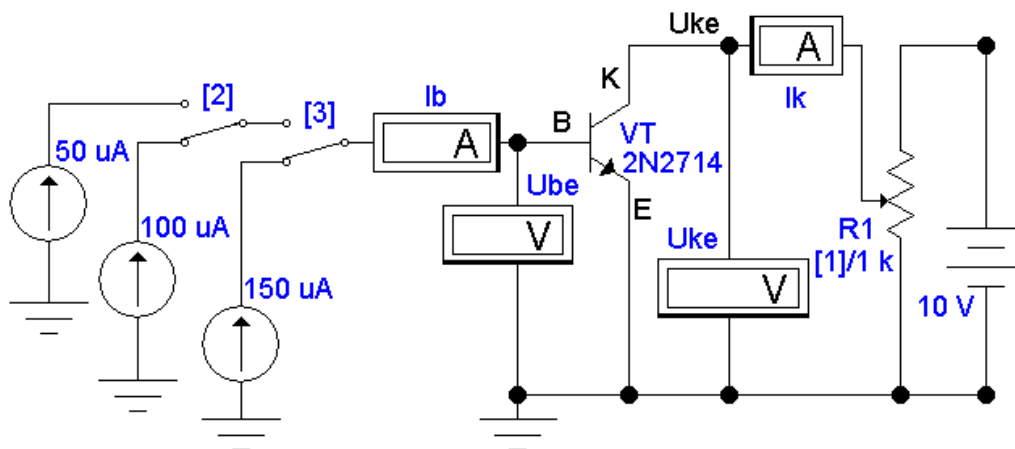 Uke
A
Ik
K
[2]
[3]
Ib
A
B
VT
2N2714
50 uA
Ube
V
E
Uke
V
R1
[1]/1 k
100 uA
150 uA
10 V